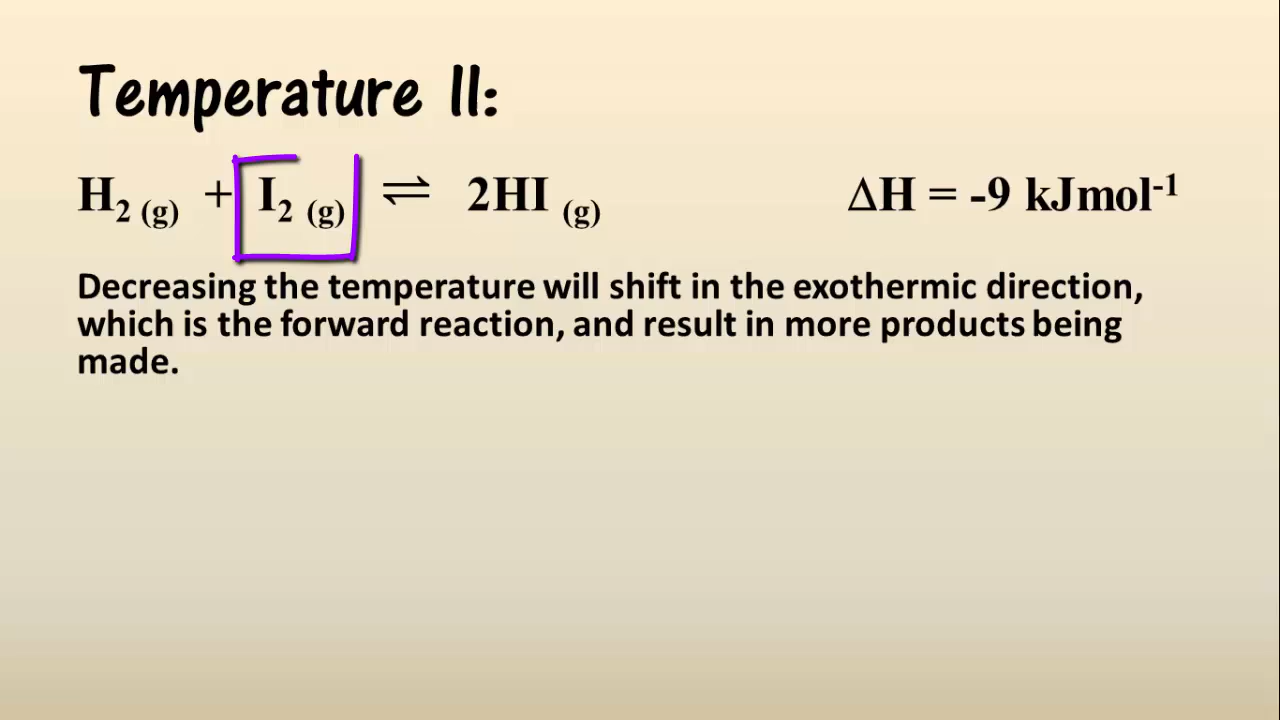 Temperature II:
H₂ (g) + I₂ (g) ⇌ 2HI (g) ΔH = -9 kJmol⁻¹
Decreasing the temperature will shift in the exothermic direction,
which is the forward reaction, and result in more products being
made.